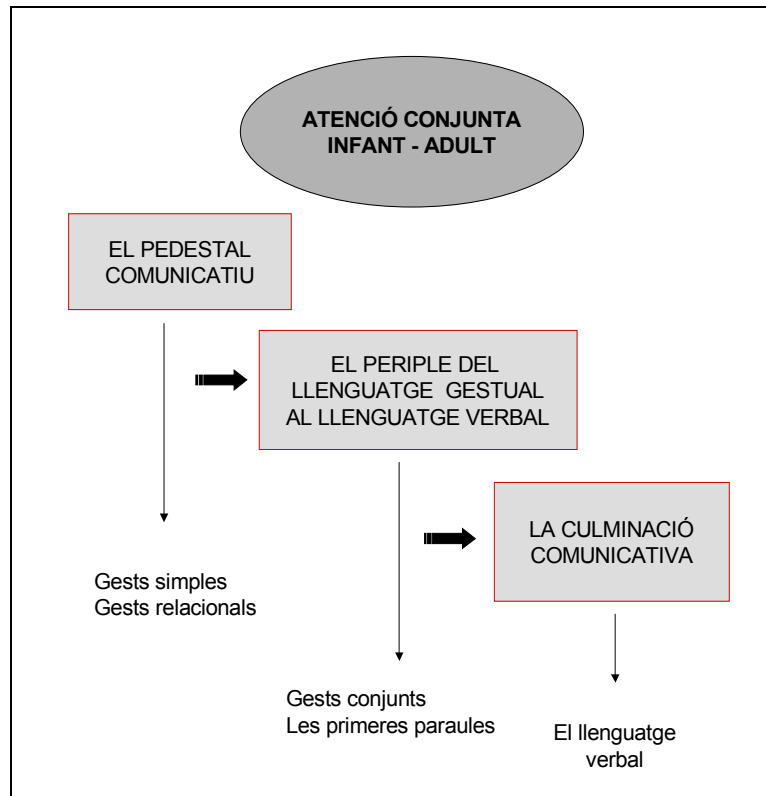 ATENCIÓ CONJUNTA
INFANT - ADULT
EL PEDESTAL
COMUNICATIU
EL PERIPLE DEL
LLENGUATGE GESTUAL
AL LLENGUATGE VERBAL
LA CULMINACIÓ
COMUNICATIVA
Gests simples
Gests relacionals
Gests conjunts
Les primeres paraules
El llenguatge
verbal